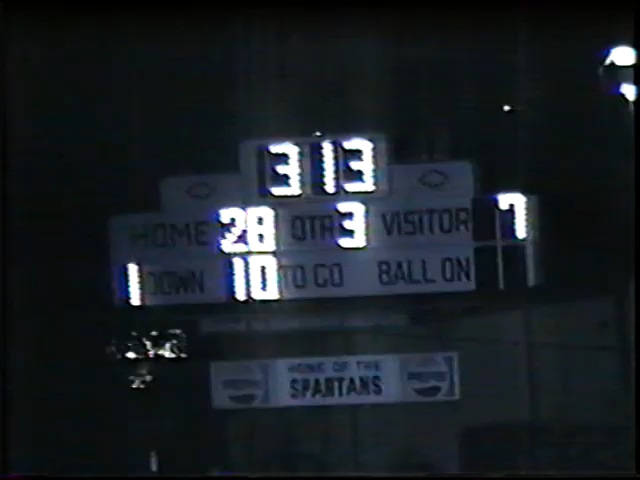 3 13
HOME 28 QTR 3 VISITOR 7
1 DOWN 10 TO GO BALL ON
HOME OF THE
SPARTANS